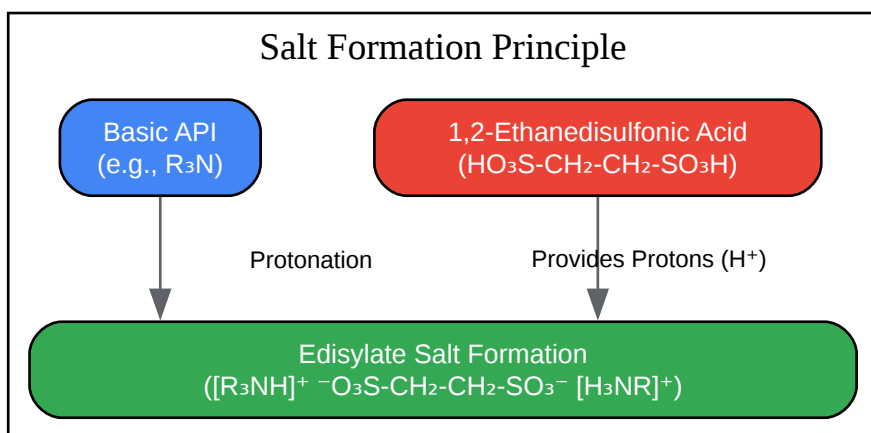 Salt Formation Principle
Basic API
(e.g., R₃N)
1,2-Ethanedisulfonic Acid
(HO₃S-CH₂-CH₂-SO₃H)
Protonation
Provides Protons (H⁺)
Edisylate Salt Formation
([R₃NH]⁺ ⁻O₃S-CH₂-CH₂-SO₃⁻ [H₃NR]⁺)